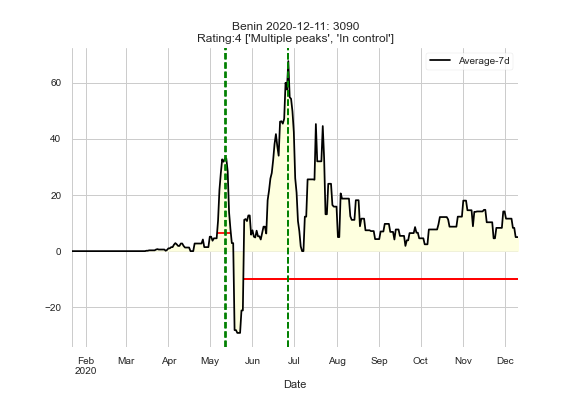 Benin 2020-12-11: 3090
Rating:4 ['Multiple peaks', 'In control']
Average-7d
60
40
20
0
−20
Feb Mar Apr May Jun Jul Aug Sep Oct Nov Dec
2020
Date